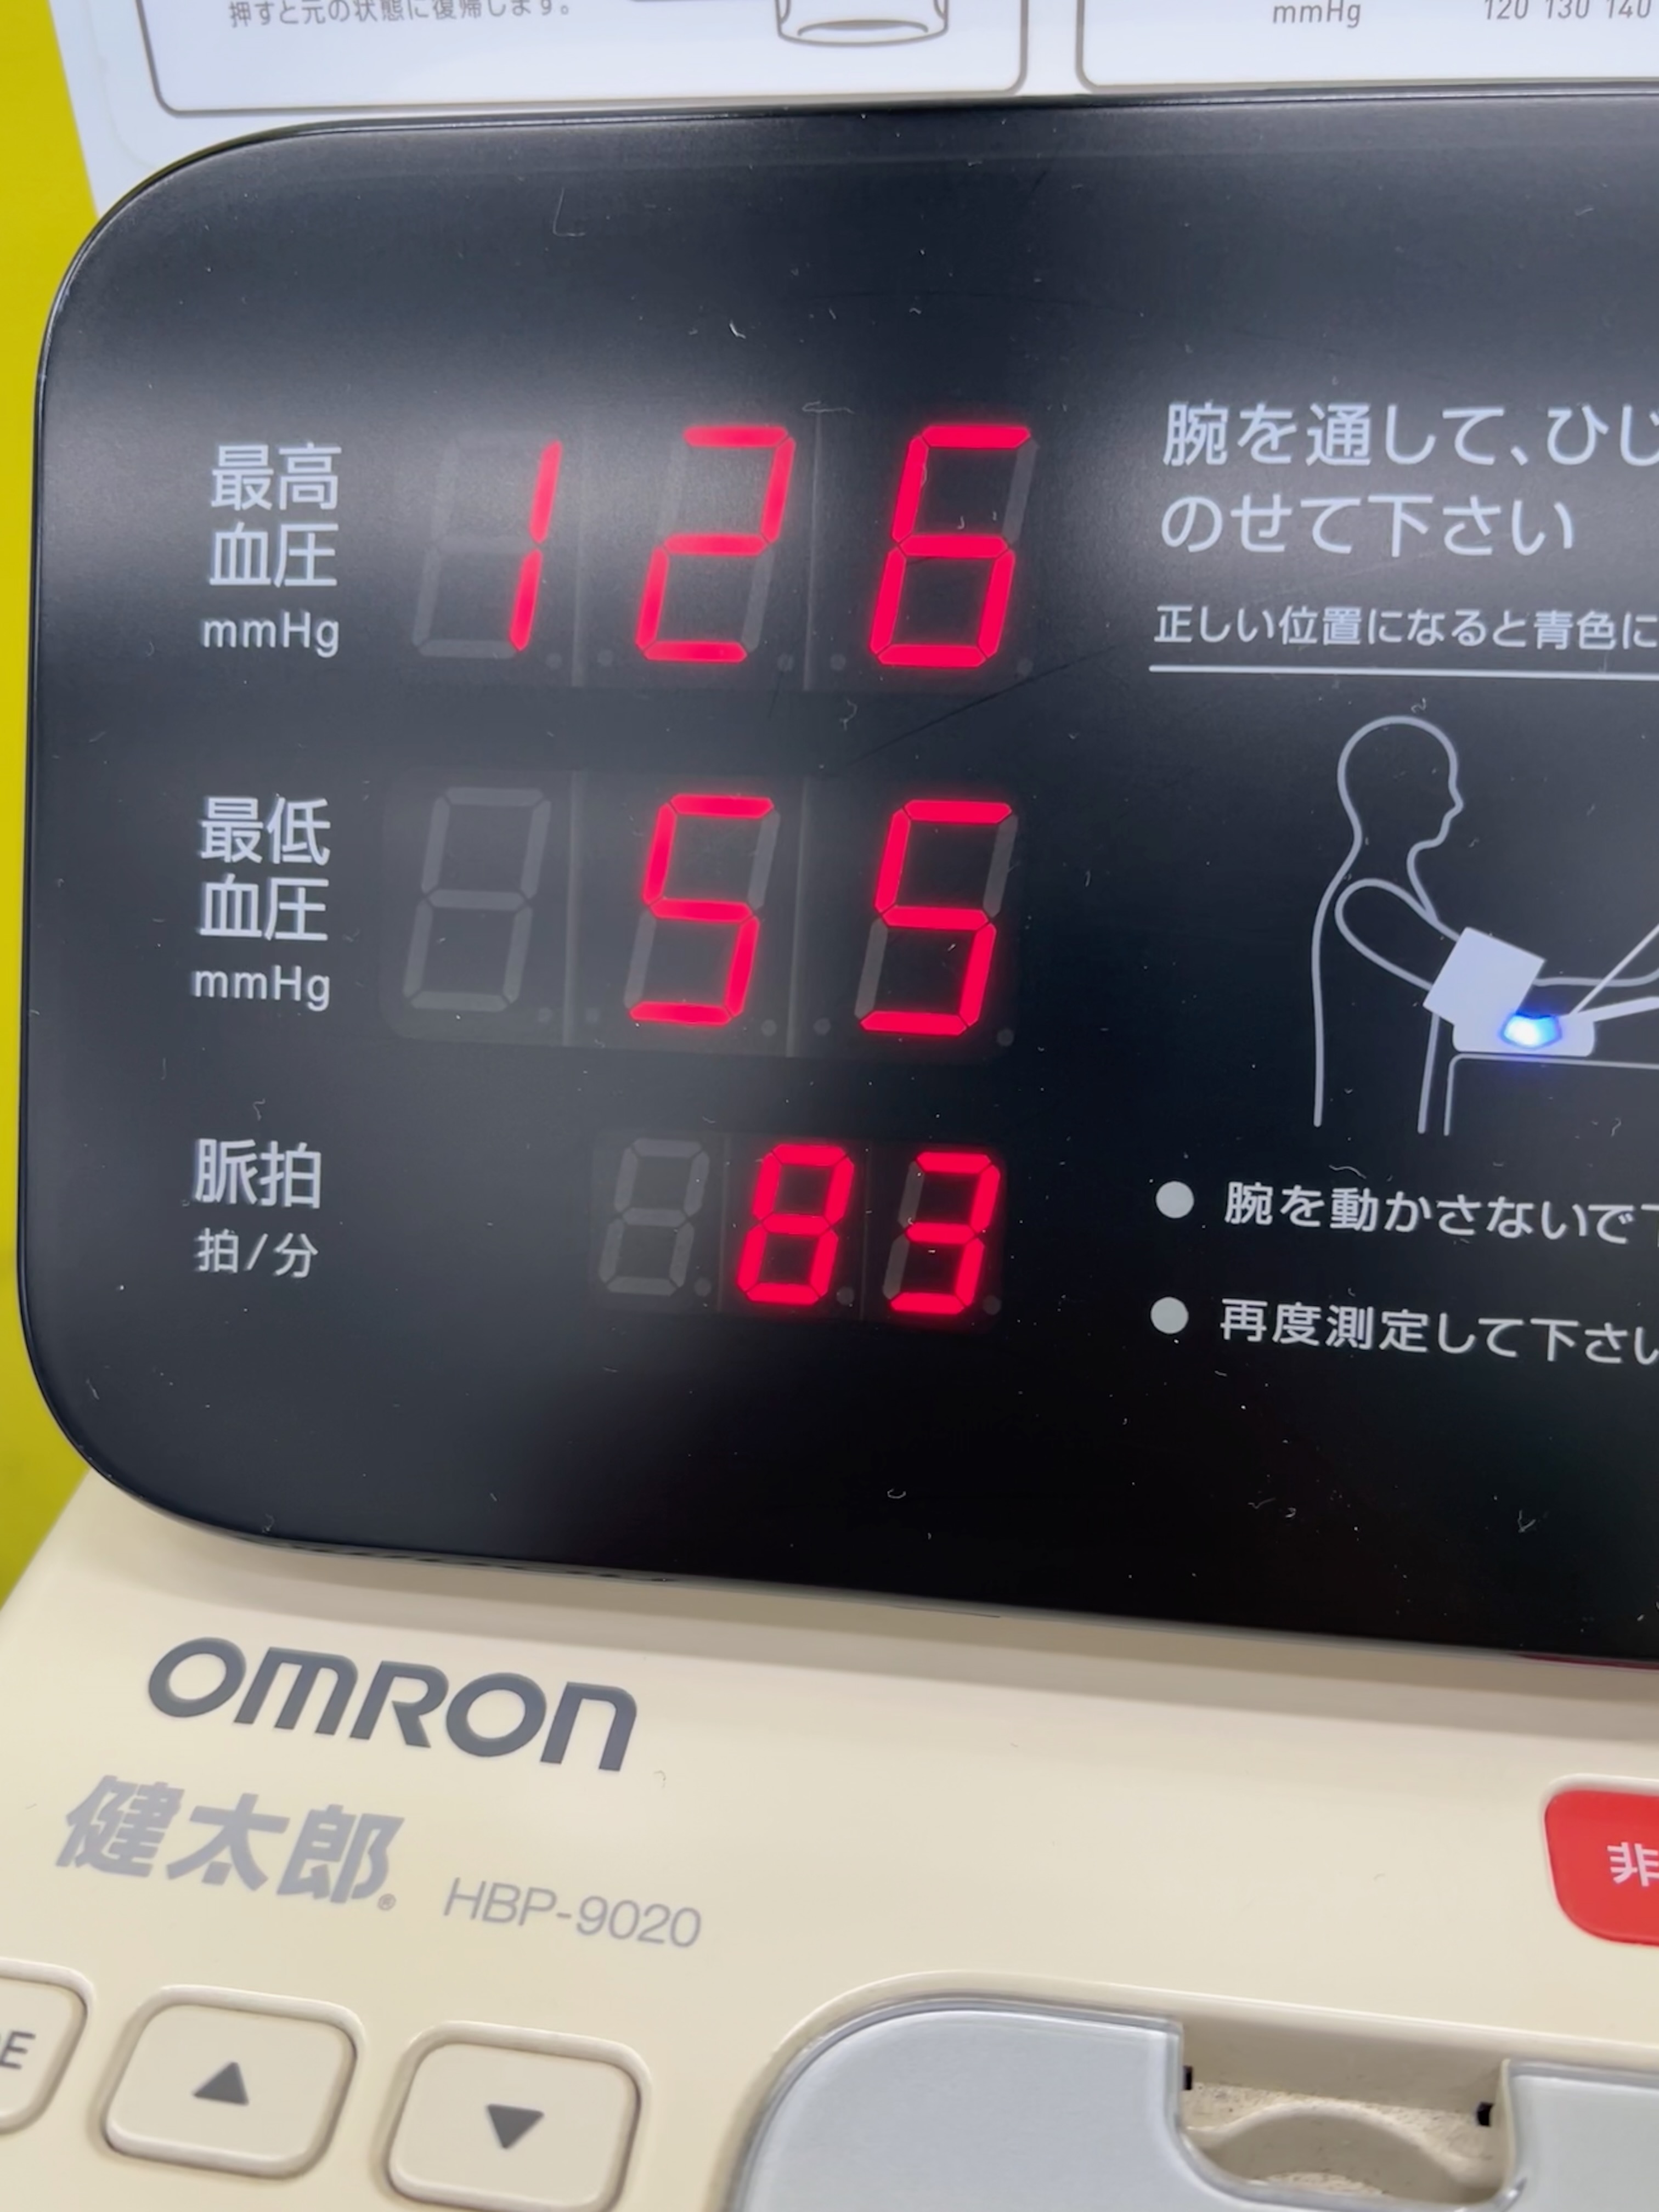 押すと元の状態に復帰します。
mmHg 120 130 140
最高
血圧
mmHg
126
腕を通して、ひじ
のせて下さい
正しい位置になると青色に
最低
血圧
mmHg
55
脈拍
拍/分
83
腕を動かさないで
再度測定して下さい
OMRON
健太郎® HBP-9020
非
E
▲ ▼